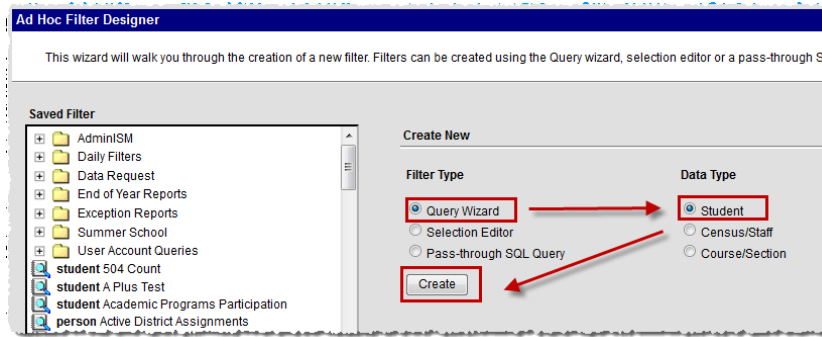 Ad Hoc Filter Designer
This wizard will walk you through the creation of a new filter. Filters can be created using the Query wizard, selection editor or a pass-through S
Saved Filter
AdminISM
Daily Filters
Data Request
End of Year Reports
Exception Reports
Summer School
User Account Queries
student 504 Count
student A Plus Test
student Academic Programs Participation
person Active District Assignments
Create New
Filter Type
Query Wizard
Selection Editor
Pass-through SQL Query
Create
Data Type
Student
Census/Staff
Course/Section